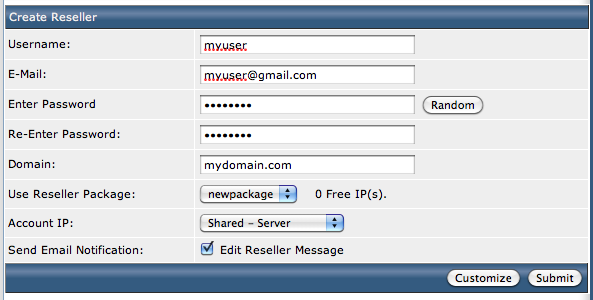 Create Reseller
Username: myuser
E-Mail: myuser@gmail.com
Enter Password •••••••• Random
Re-Enter Password: ••••••••
Domain: mydomain.com
Use Reseller Package: newpackage 0 Free IP(s).
Account IP: Shared - Server
Send Email Notification: Edit Reseller Message
Customize Submit